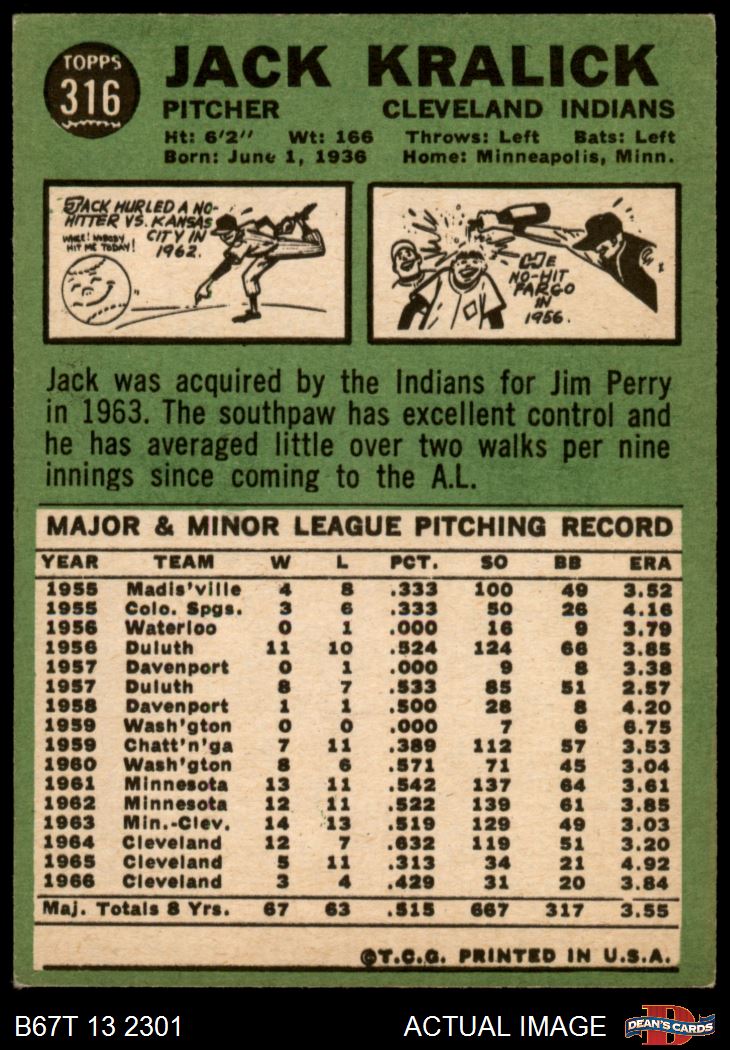 TOPPS
316
JACK KRALICK
PITCHER CLEVELAND INDIANS
Ht: 6'2" Wt: 166 Throws: Left Bats: Left
Born: June 1, 1936 Home: Minneapolis, Minn.
JACK HURLED A NO-
HITTER VS. KANSAS
CITY IN
1962.
WHEE! NOBODY
HIT ME TODAY!
HE
NO-HIT
FARGO
IN
1956.
Jack was acquired by the Indians for Jim Perry
in 1963. The southpaw has excellent control and
he has averaged little over two walks per nine
innings since coming to the A.L.
MAJOR & MINOR LEAGUE PITCHING RECORD
YEAR TEAM W L PCT. SO BB ERA
1955 Madis'ville 4 8 .333 100 49 3.52
1955 Colo. Spgs. 3 6 .333 50 26 4.16
1956 Waterloo 0 1 .000 16 9 3.79
1956 Duluth 11 10 .524 124 66 3.85
1957 Davenport 0 1 .000 9 8 3.38
1957 Duluth 8 7 .533 85 51 2.57
1958 Davenport 1 1 .500 28 8 4.20
1959 Wash'gton 0 0 .000 7 6 6.75
1959 Chatt'n'ga 7 11 .389 112 57 3.53
1960 Wash'gton 8 6 .571 71 45 3.04
1961 Minnesota 13 11 .542 137 64 3.61
1962 Minnesota 12 11 .522 139 61 3.85
1963 Min.-Clev. 14 13 .519 129 49 3.03
1964 Cleveland 12 7 .632 119 51 3.20
1965 Cleveland 5 11 .313 34 21 4.92
1966 Cleveland 3 4 .429 31 20 3.84
Maj. Totals 8 Yrs. 67 63 .515 667 317 3.55
©T.C.G. PRINTED IN U.S.A.
B67T 13 2301 ACTUAL IMAGE
D
DEAN'S CARDS